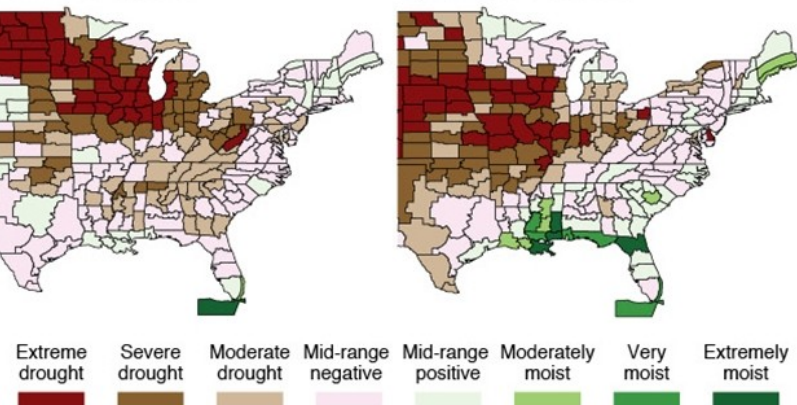 Extreme Severe Moderate Mid-range Mid-range Moderately Very Extremely
drought drought drought negative positive moist moist moist